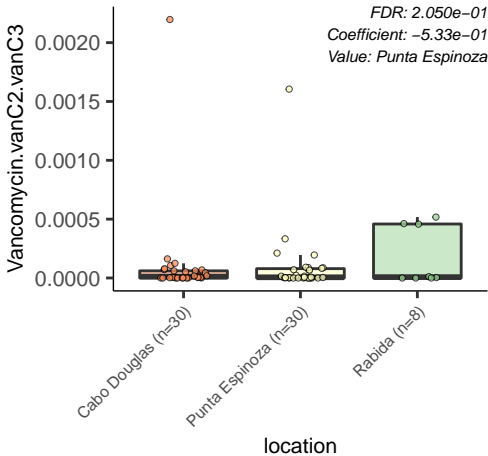 FDR: 2.050e−01
Coefficient: −5.33e−01
Value: Punta Espinoza
Vancomycin.vanC2.vanC3
0.0020
0.0015
0.0010
0.0005
0.0000
Cabo Douglas (n=30)
Punta Espinoza (n=30)
Rabida (n=8)
location